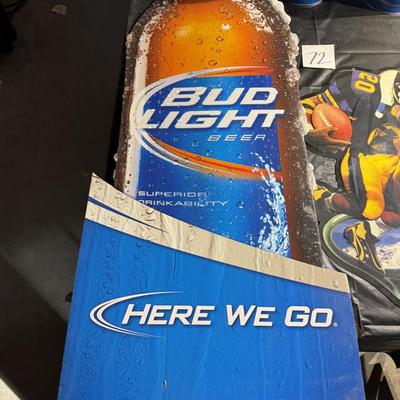 72
BUD
LIGHT
BEER
SUPERIOR
DRINKABILITY
HERE WE GO®
20